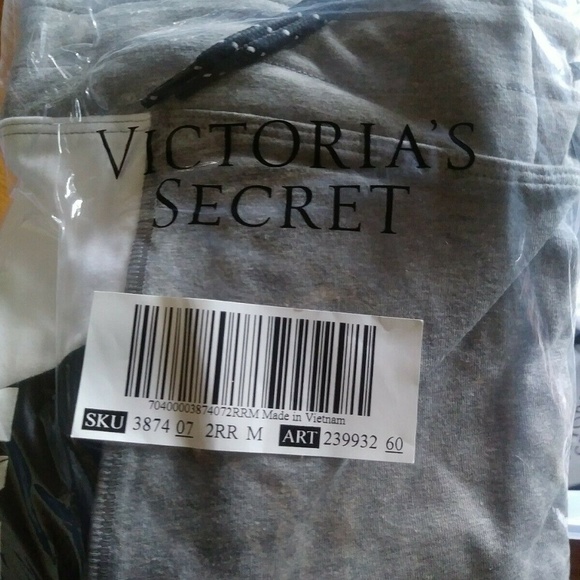 VICTORIA'S
SECRET
70400003874072RRM Made in Vietnam
SKU 3874 07 2RR M ART 239932 60